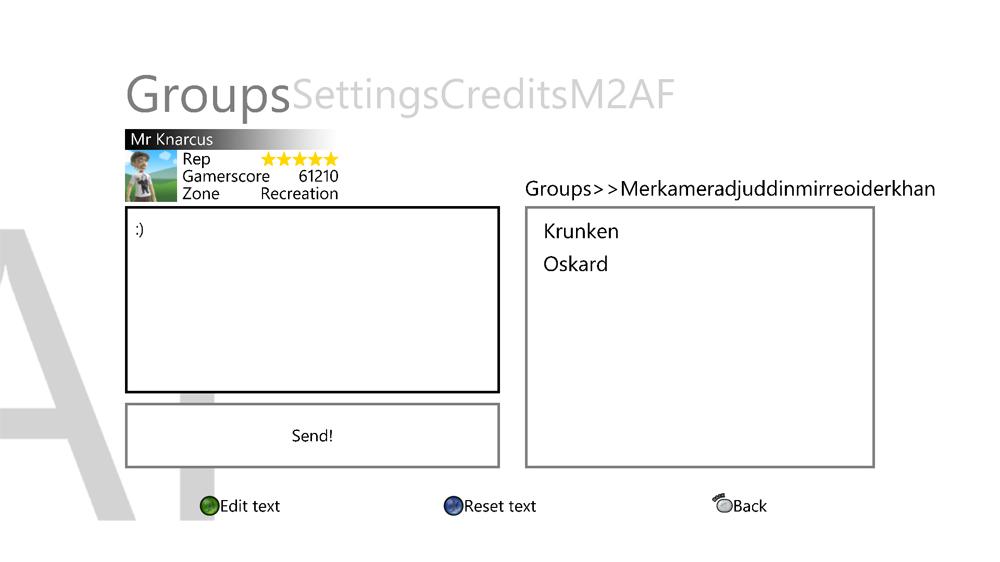 GroupsSettingsCreditsM2AF
Mr Knarcus
Rep
Gamerscore 61210
Zone Recreation
Groups>>Merkameradjuddinmirreoiderkhan
:)
Krunken
Oskard
Send!
Edit text
Reset text
Back